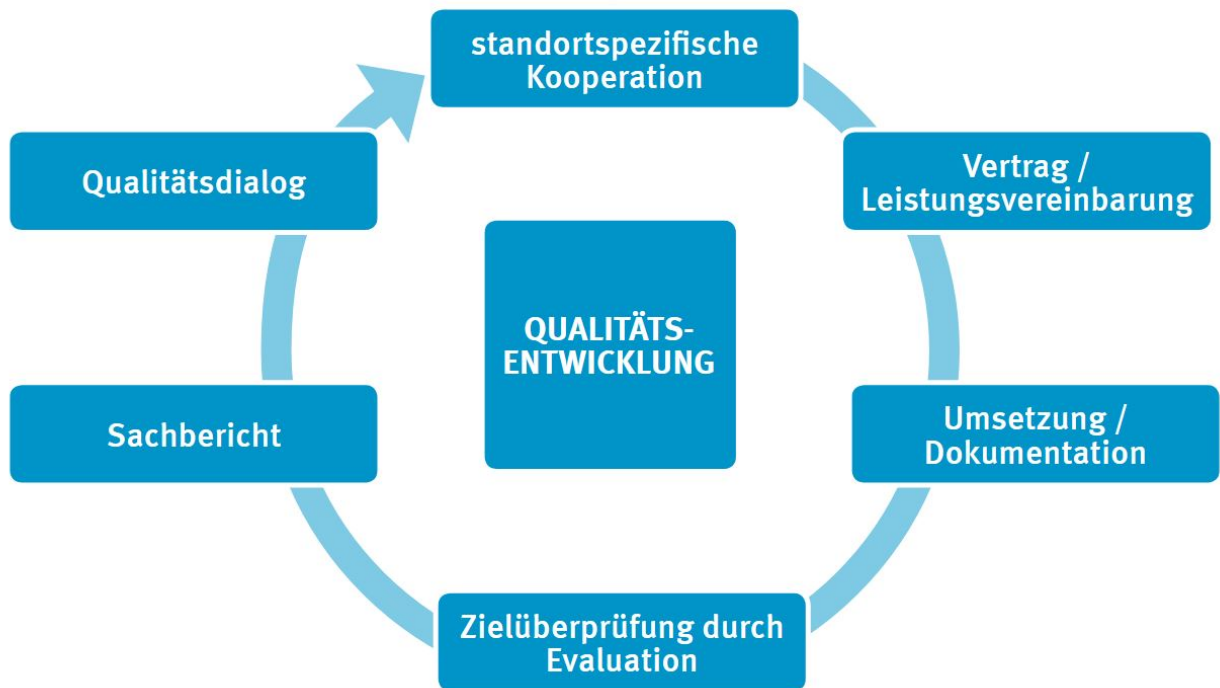 standortspezifische
Kooperation
Vertrag /
Leistungsvereinbarung
Umsetzung /
Dokumentation
Zielüberprüfung durch
Evaluation
Sachbericht
Qualitätsdialog
QUALITÄTS-
ENTWICKLUNG